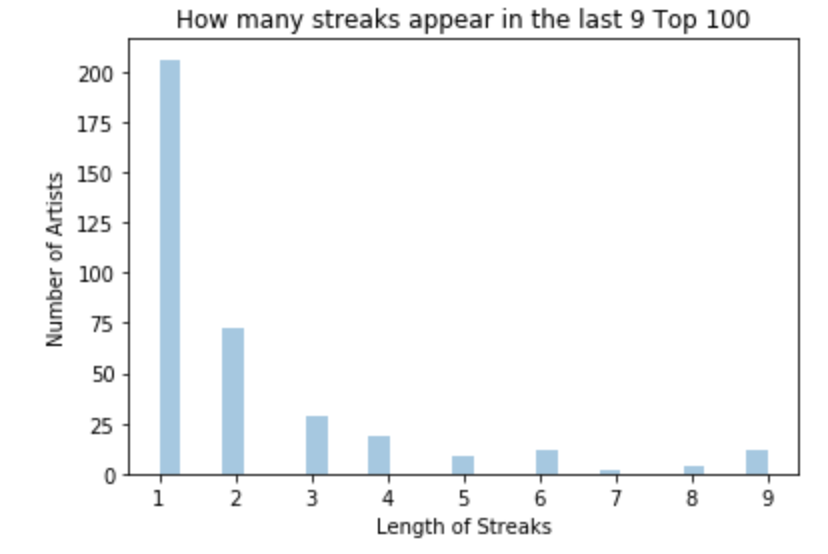 How many streaks appear in the last 9 Top 100
Number of Artists
200
175
150
125
100
75
50
25
0
1 2 3 4 5 6 7 8 9
Length of Streaks